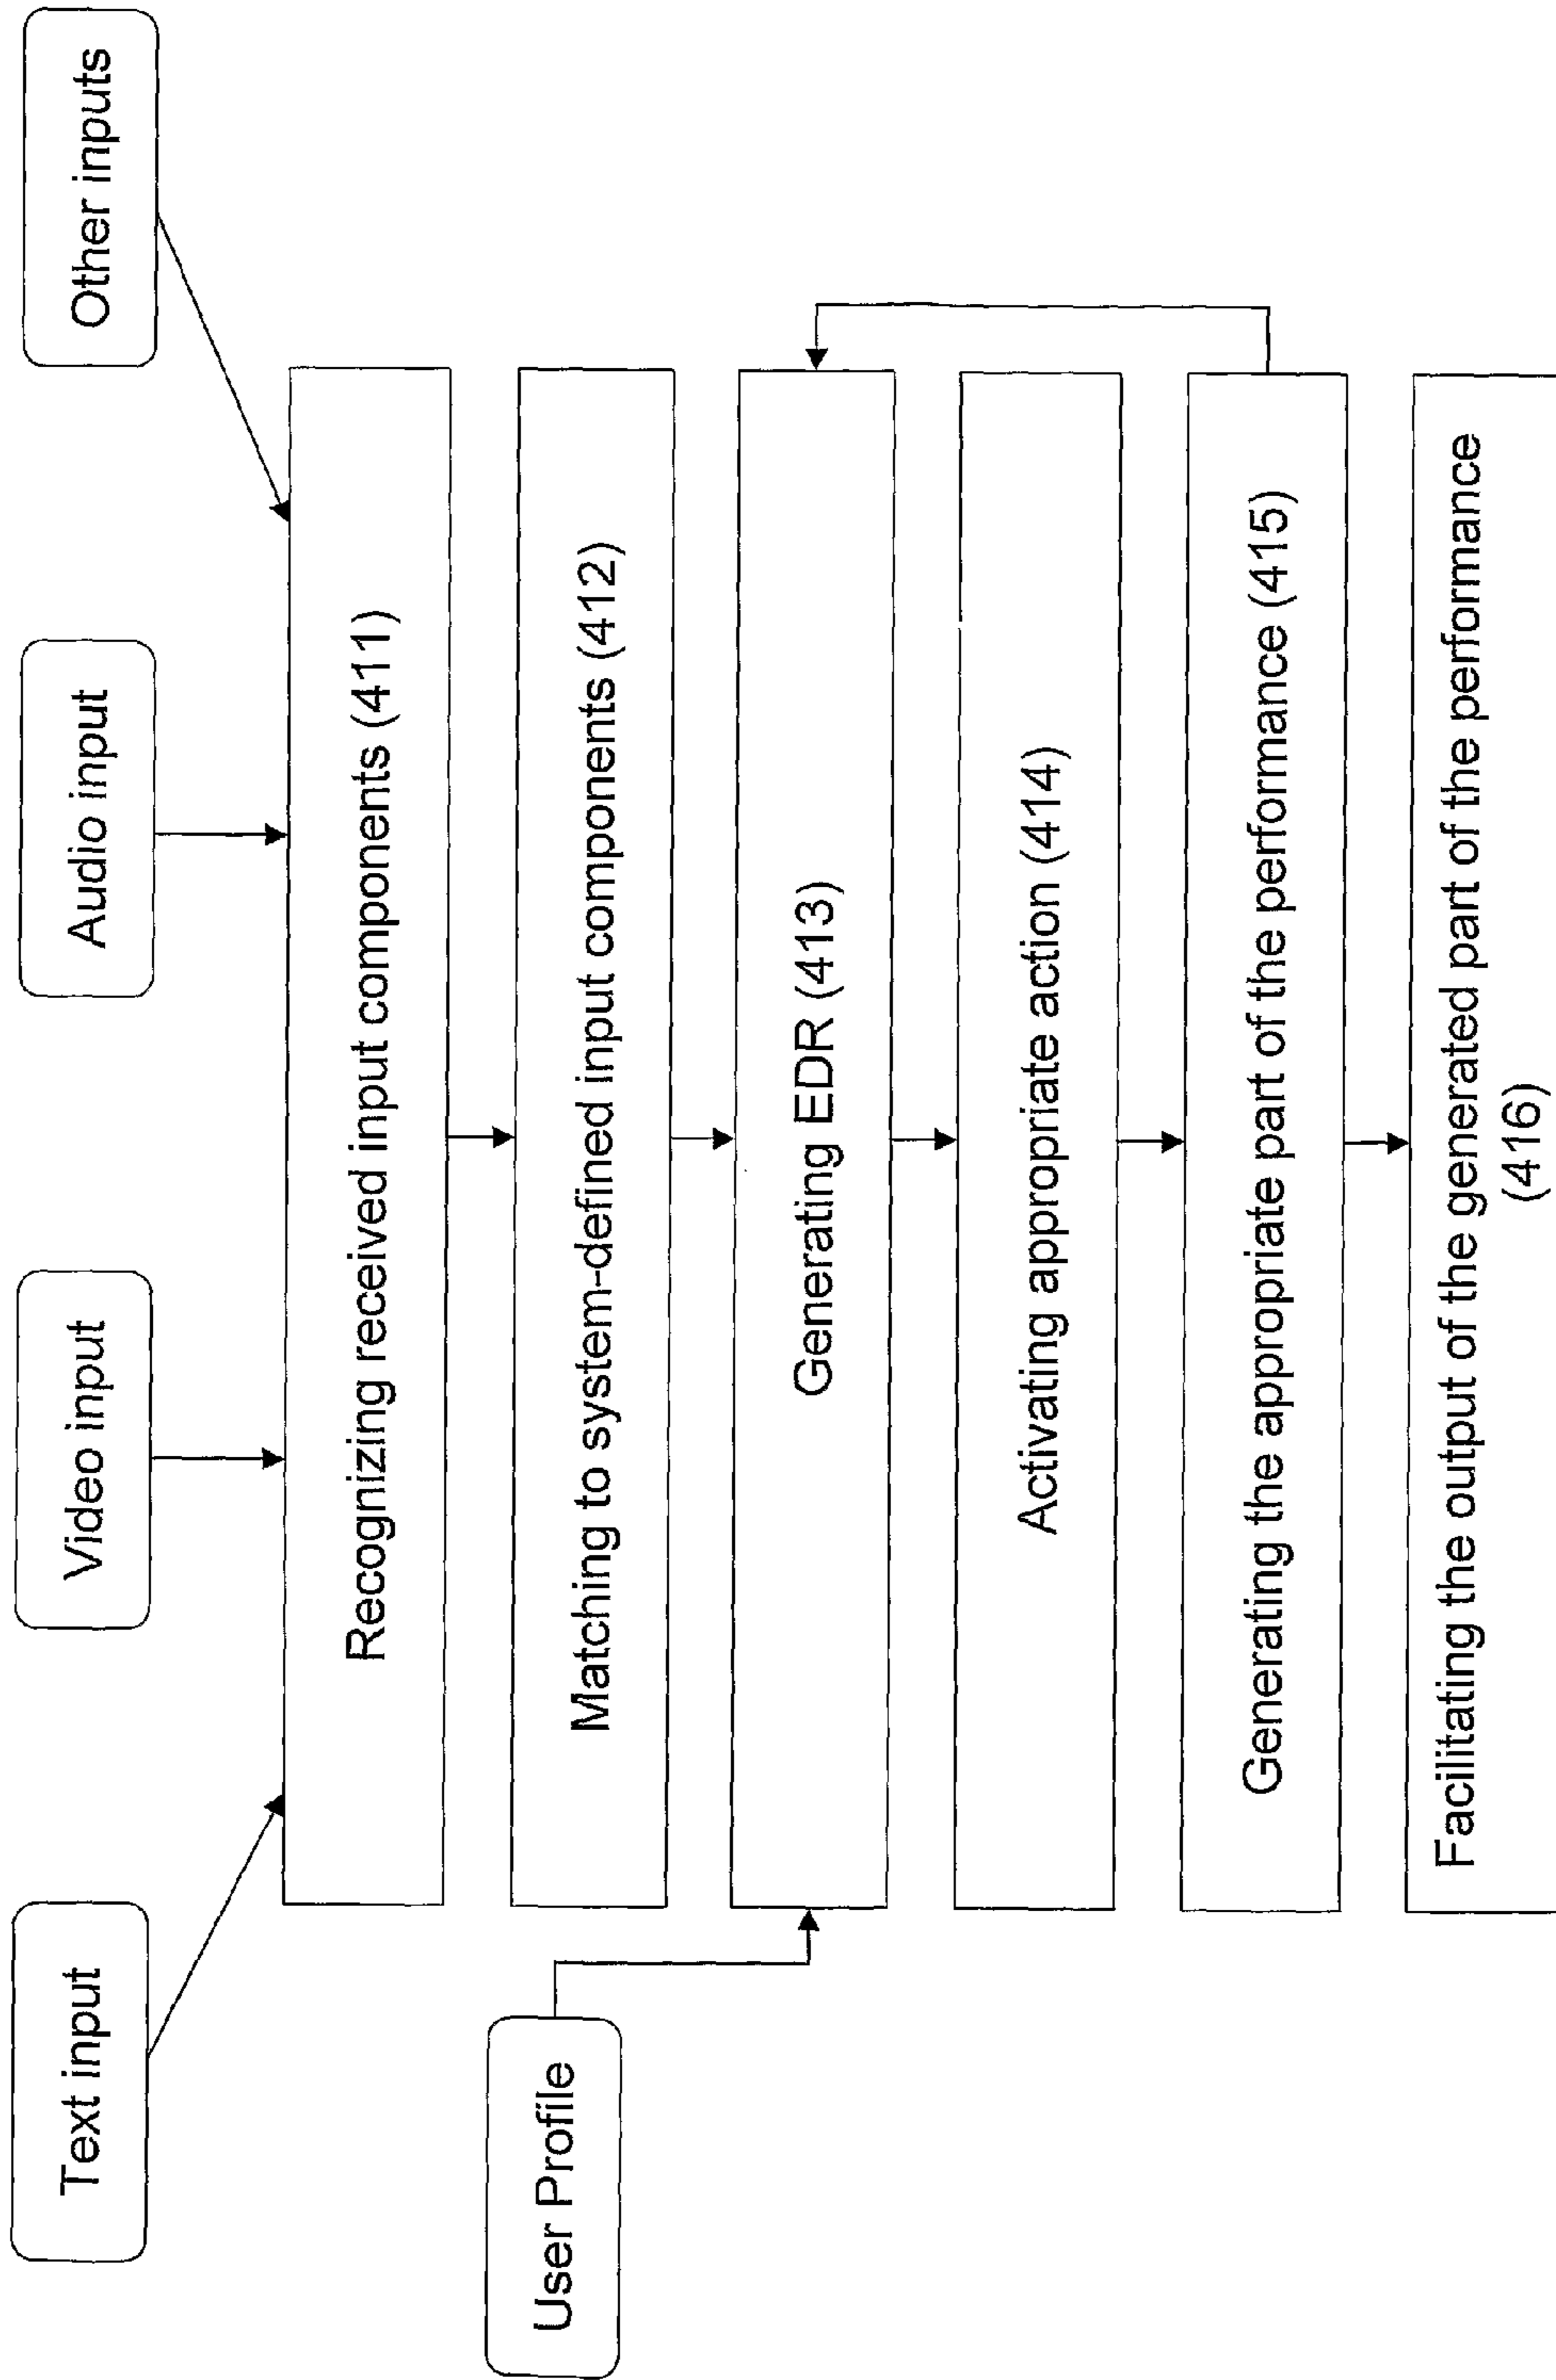 Text input
Video input
Audio input
Other inputs
Recognizing received input components (411)
Matching to system-defined input components (412)
User Profile
Generating EDR (413)
Activating appropriate action (414)
Generating the appropriate part of the performance (415)
Facilitating the output of the generated part of the performance
(416)